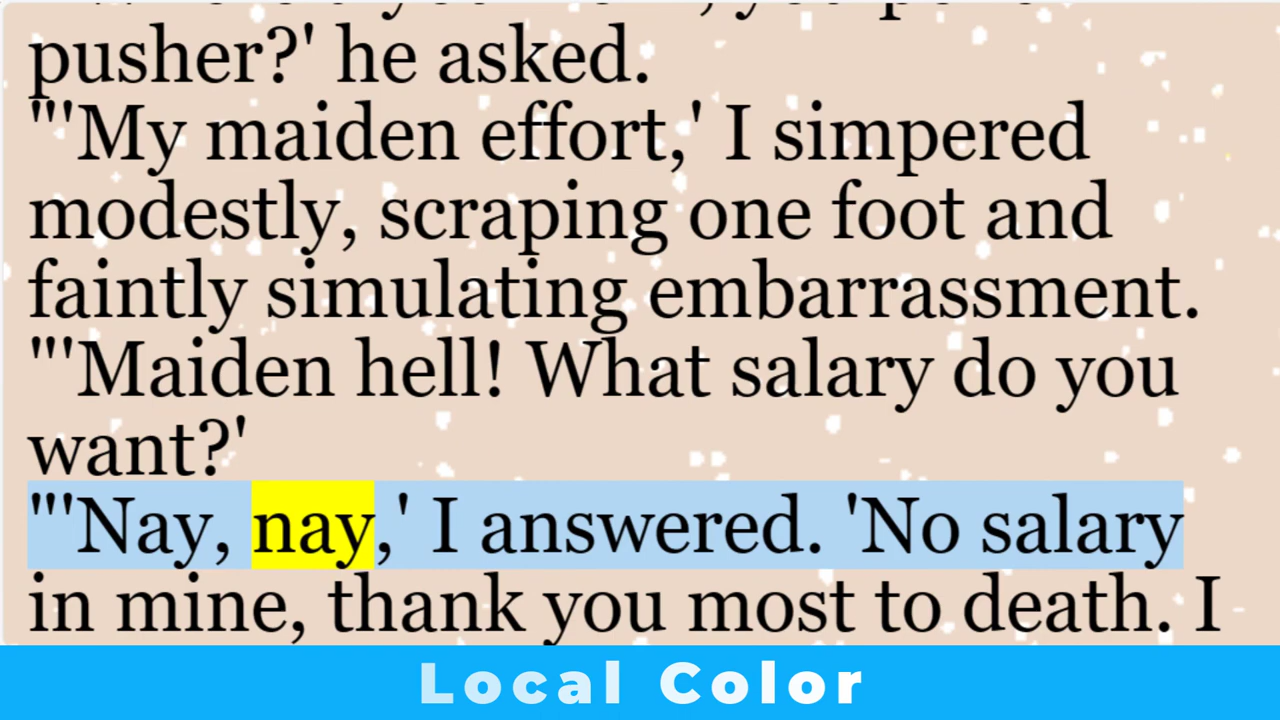 pusher?' he asked.
"'My maiden effort,' I simpered
modestly, scraping one foot and
faintly simulating embarrassment.
"'Maiden hell! What salary do you
want?'
"'Nay, nay,' I answered. 'No salary
in mine, thank you most to death. I
Local Color